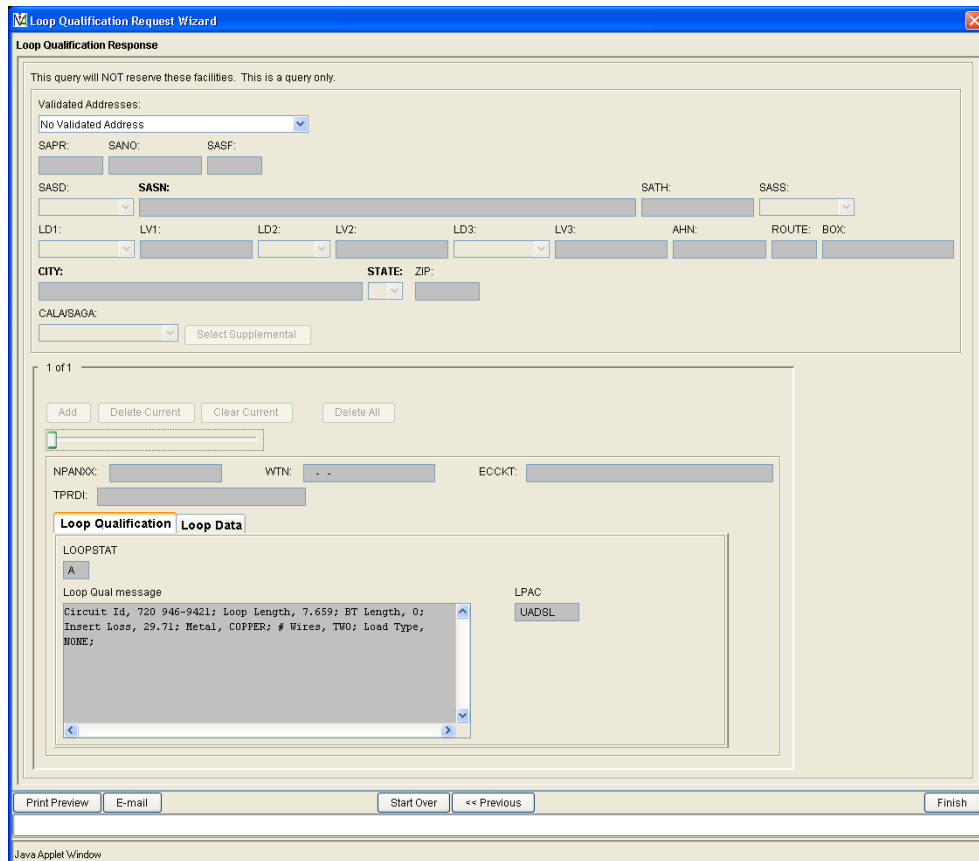 Loop Qualification Request Wizard
Loop Qualification Response
This query will NOT reserve these facilities. This is a query only.
Validated Addresses:
No Validated Address
SAPR: SANO: SASF:
SASD: SASN: SATH: SASS:
LD1: LV1: LD2: LV2: LD3: LV3: AHN: ROUTE: BOX:
CITY: STATE: ZIP:
CALA/SAGA:
Select Supplemental
1 of 1
Add Delete Current Clear Current Delete All
NPANXX: WTN: - - ECCKT:
TPRDI:
Loop Qualification Loop Data
LOOPSTAT
A
Loop Qual message LPAC
Circuit Id, 720 946-9421; Loop Length, 7.659; BT Length, 0; UADSL
Insert Loss, 29.71; Metal, COPPER; # Wires, TWO; Load Type,
NONE;
Print Preview E-mail Start Over << Previous Finish
Java Applet Window